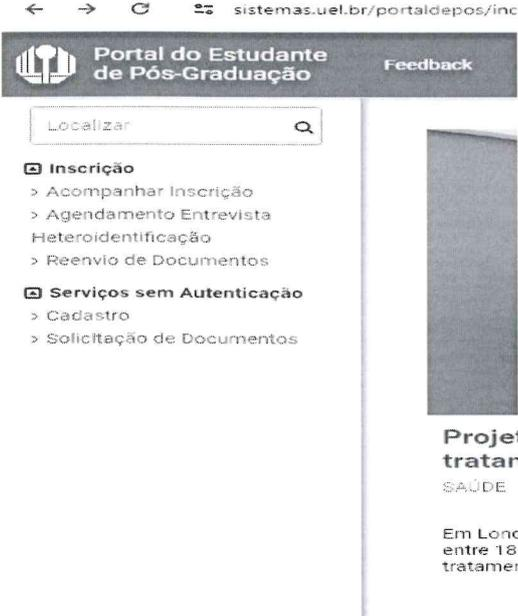 sistemas.uel.br/portaldepos/inc
Portal do Estudante
de Pós-Graduação
Feedback
Localizar
Inscrição
> Acompanhar Inscrição
> Agendamento Entrevista
Heteroidentificação
> Reenvio de Documentos
Serviços sem Autenticação
> Cadastro
> Solicitação de Documentos
Projet
tratan
SAÚDE
Em Lond
entre 18
tratamer